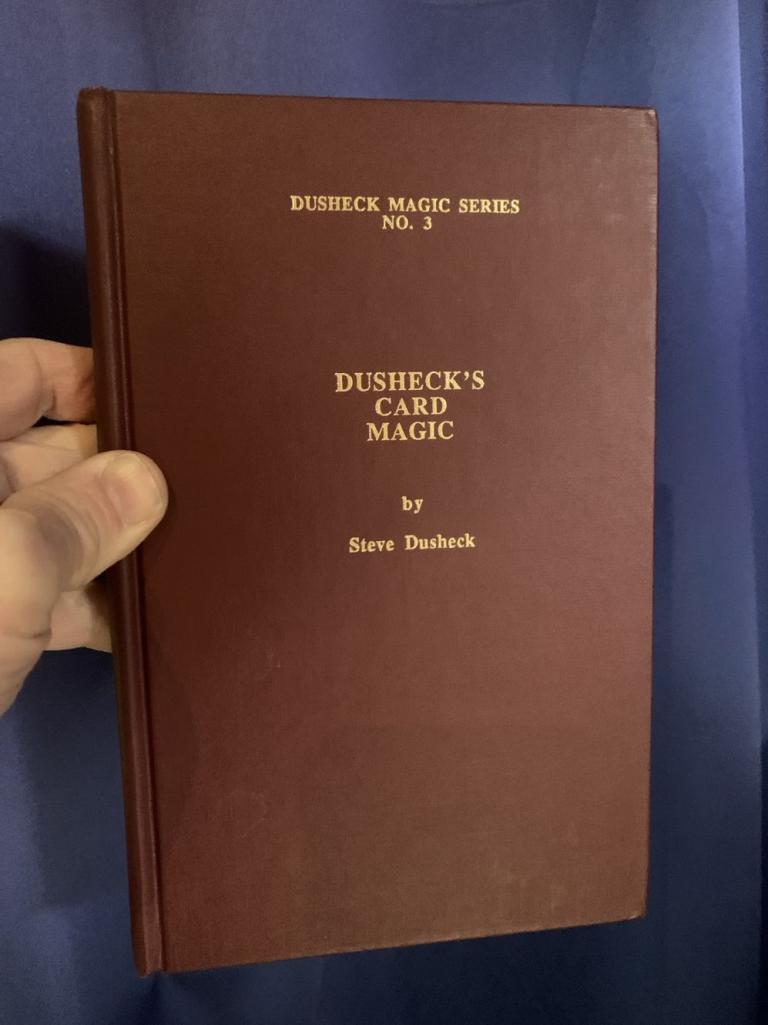 DUSHECK MAGIC SERIES
NO. 3
DUSHECK'S
CARD
MAGIC
by
Steve Dusheck